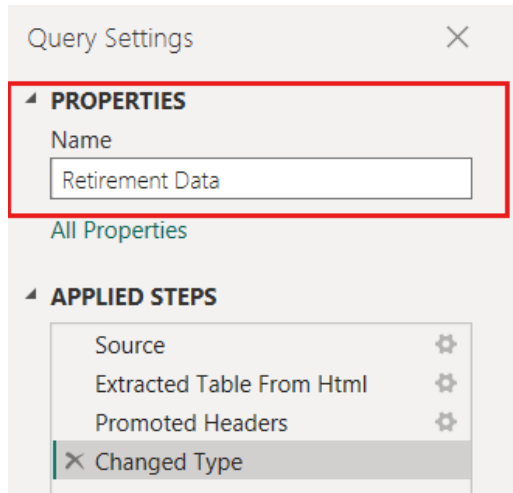 Query Settings
PROPERTIES
Name
Retirement Data
All Properties
APPLIED STEPS
Source
Extracted Table From Html
Promoted Headers
Changed Type